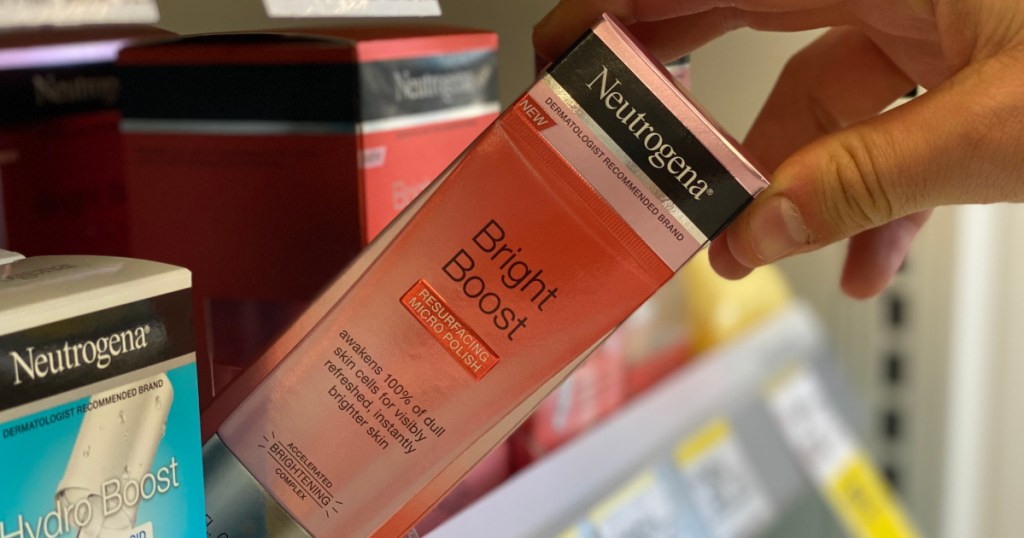 Neutrogena
Neutrogena®
NEW
DERMATOLOGIST RECOMMENDED BRAND
Bright
Boost
RESURFACING
MICRO POLISH
awakens 100% of dull
skin cells for visibly
refreshed, instantly
brighter skin
ACCELERATED
BRIGHTENING
COMPLEX
Neutrogena®
DERMATOLOGIST RECOMMENDED BRAND
Hydro Boost